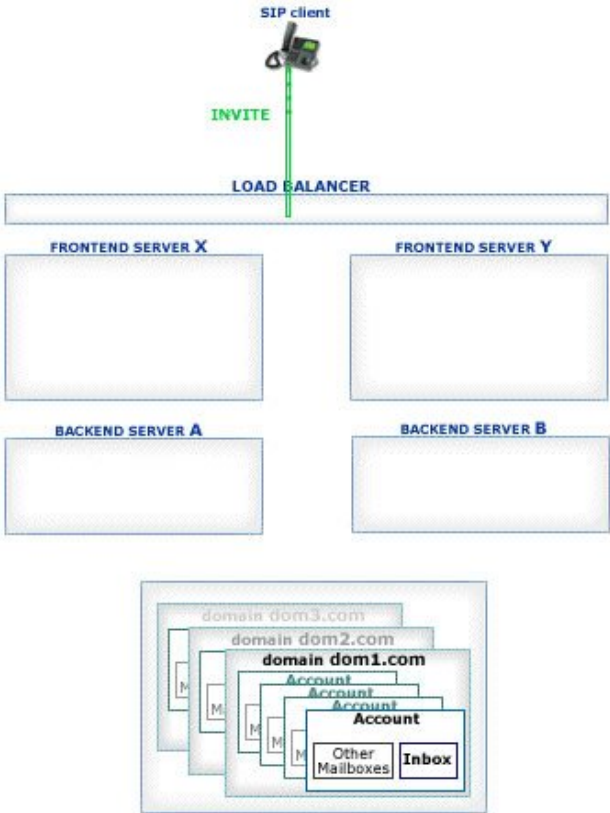 SIP client
INVITE
LOAD BALANCER
FRONTEND SERVER X
FRONTEND SERVER Y
BACKEND SERVER A
BACKEND SERVER B
domain dom3.com
domain dom2.com
domain dom1.com
Account
Account
Account
Account
M
M
M
M
M
Other
Mailboxes
Inbox